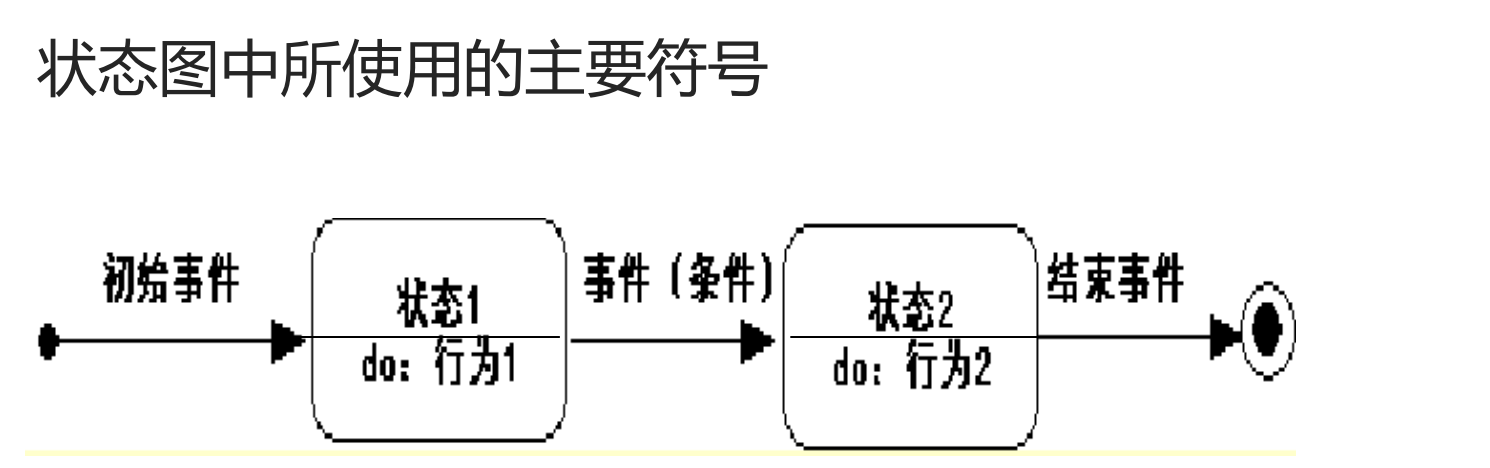 状态图中所使用的主要符号
初始事件
状态1
do：行为1
事件（条件）
状态2
do：行为2
结束事件